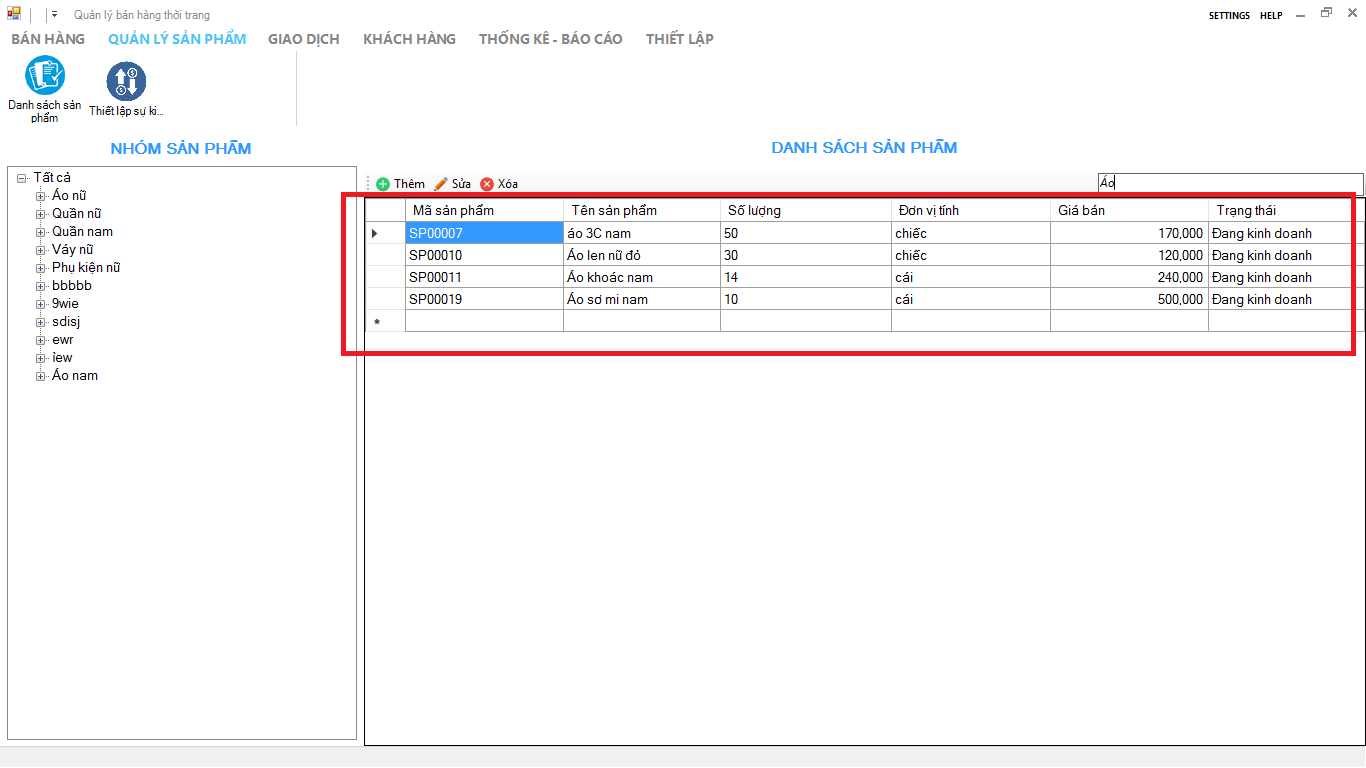 Quản lý bán hàng thời trang
SETTINGS HELP
BÁN HÀNG QUẢN LÝ SẢN PHẨM GIAO DỊCH KHÁCH HÀNG THỐNG KÊ - BÁO CÁO THIẾT LẬP
Danh sách sản
phẩm
Thiết lập sự ki...
NHÓM SẢN PHẨM
Tất cả
Áo nữ
Quần nữ
Quần nam
Váy nữ
Phụ kiện nữ
bbbbb
9wie
sdisj
ewr
iew
Áo nam
DANH SÁCH SẢN PHẨM
Thêm Sửa Xóa
Áo
Mã sản phẩm Tên sản phẩm Số lượng Đơn vị tính Giá bán Trạng thái
SP00007 áo 3C nam 50 chiếc 170,000 Đang kinh doanh
SP00010 Áo len nữ đỏ 30 chiếc 120,000 Đang kinh doanh
SP00011 Áo khoác nam 14 cái 240,000 Đang kinh doanh
SP00019 Áo sơ mi nam 10 cái 500,000 Đang kinh doanh